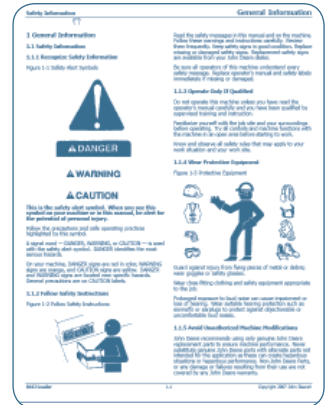 Safety Information
General Information
1 General Information
1.1 Safety Information
1.1.1 Recognize Safety Information
Figure 1-1 Safety Alert Symbols
DANGER
WARNING
CAUTION
This is the safety alert symbol. When you see this
symbol on your machine or in this manual, be alert for
the potential of personal injury.
Follow the precautions and safe operating practices
highlighted by this symbol.
A signal word — DANGER, WARNING, or CAUTION — is used
with the safety alert symbol. DANGER identifies the most
serious hazards.
On your machine, DANGER signs are red in color, WARNING
signs are orange, and CAUTION signs are yellow. DANGER
and WARNING signs are located near specific hazards.
General precautions are on CAUTION labels.
1.1.2 Follow Safety Instructions
Figure 1-2 Follow Safety Instructions
Read the safety messages in this manual and on the machine.
Follow these warnings and instructions carefully. Review
them frequently. Keep safety signs in good condition. Replace
missing or damaged safety signs. Replacement safety signs
are available from your John Deere dealer.
Be sure all operators of this machine understand every
safety message. Replace operator's manual and safety labels
immediately if missing or damaged.
1.1.3 Operate Only If Qualified
Do not operate this machine unless you have read the
operator's manual carefully and you have been qualified by
supervised training and instruction.
Familiarize yourself with the job site and your surroundings
before operating. Try all controls and machine functions with
the machine in an open area before starting to work.
Know and observe all safety rules that may apply to your
work situation and your work site.
1.1.4 Wear Protective Equipment
Figure 1-3 Protective Equipment
Guard against injury from flying pieces of metal or debris;
wear goggles or safety glasses.
Wear close fitting clothing and safety equipment appropriate
to the job.
Prolonged exposure to loud noise can cause impairment or
loss of hearing. Wear suitable hearing protection such as
earmuffs or earplugs to protect against objectionable or
uncomfortable loud noises.
1.1.5 Avoid Unauthorized Machine Modifications
John Deere recommends using only genuine John Deere
replacement parts to ensure machine performance. Never
substitute genuine John Deere parts with alternate parts not
intended for the application as these can create hazardous
situations or hazardous performance. Non-John Deere Parts,
or any damage or failures resulting from their use are not
covered by any John Deere warranty.
1-1
Copyright 2007 John Deere